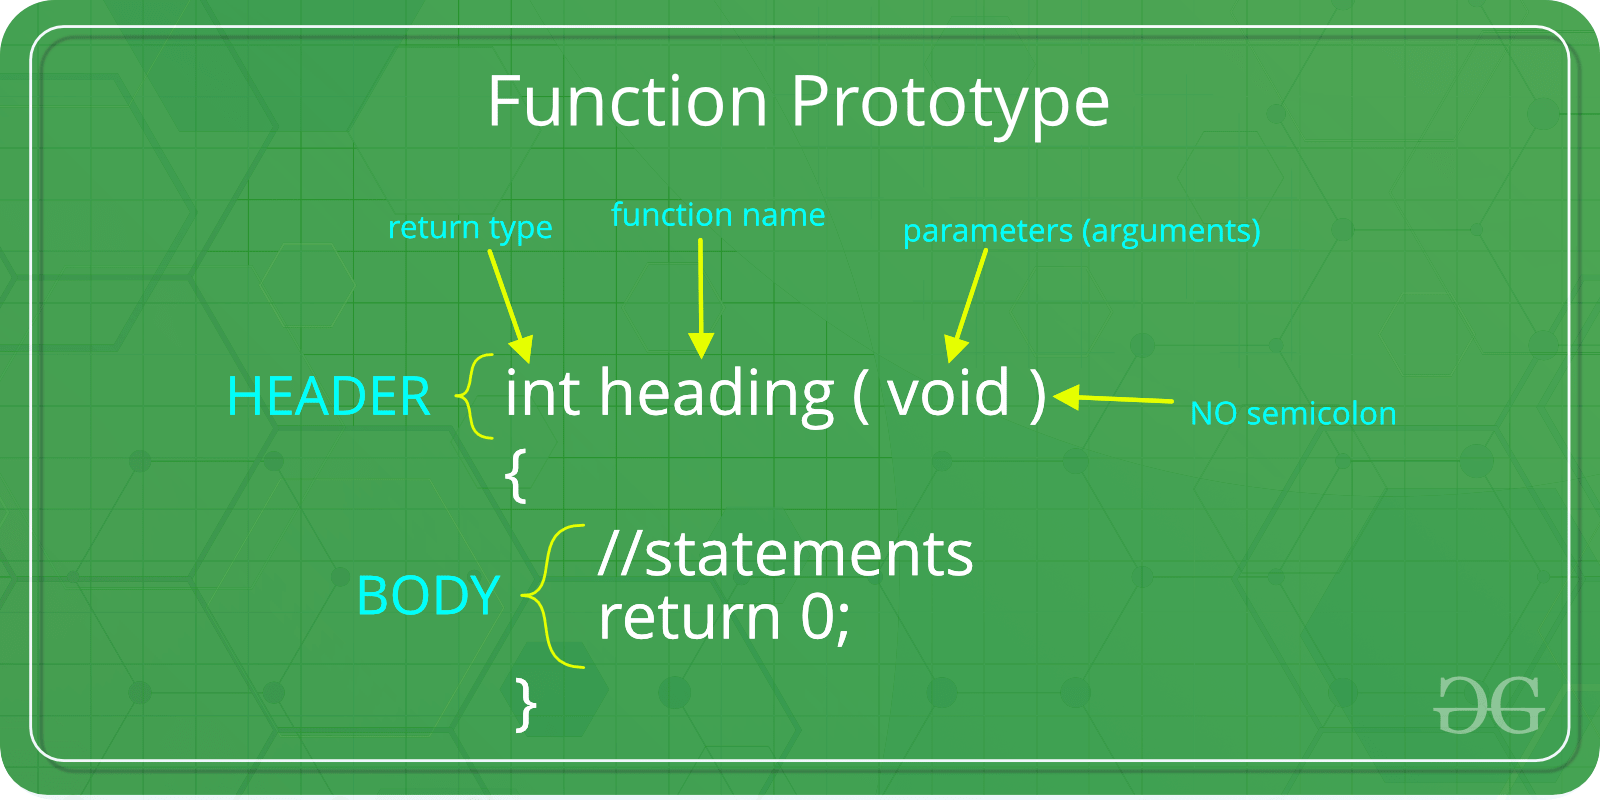 Function Prototype
return type
function name
parameters (arguments)
HEADER
int heading ( void )
NO semicolon
{
//statements
BODY
return 0;
}